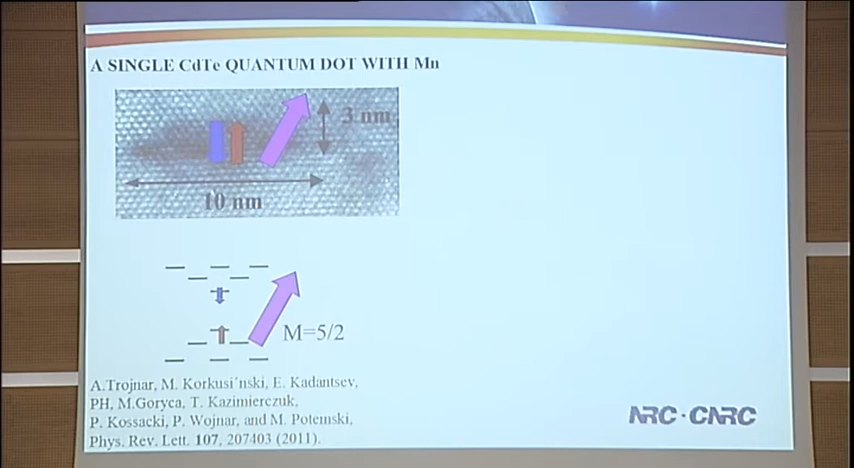 A SINGLE CdTe QUANTUM DOT WITH Mn
3 nm
10 nm
M=5/2
A.Trojnar, M. Korkusi´nski, E. Kadantsev,
PH, M.Goryca, T. Kazimierczuk,
P. Kossacki, P. Wojnar, and M. Potemski,
Phys. Rev. Lett. 107, 207403 (2011).
NRC · CNRC